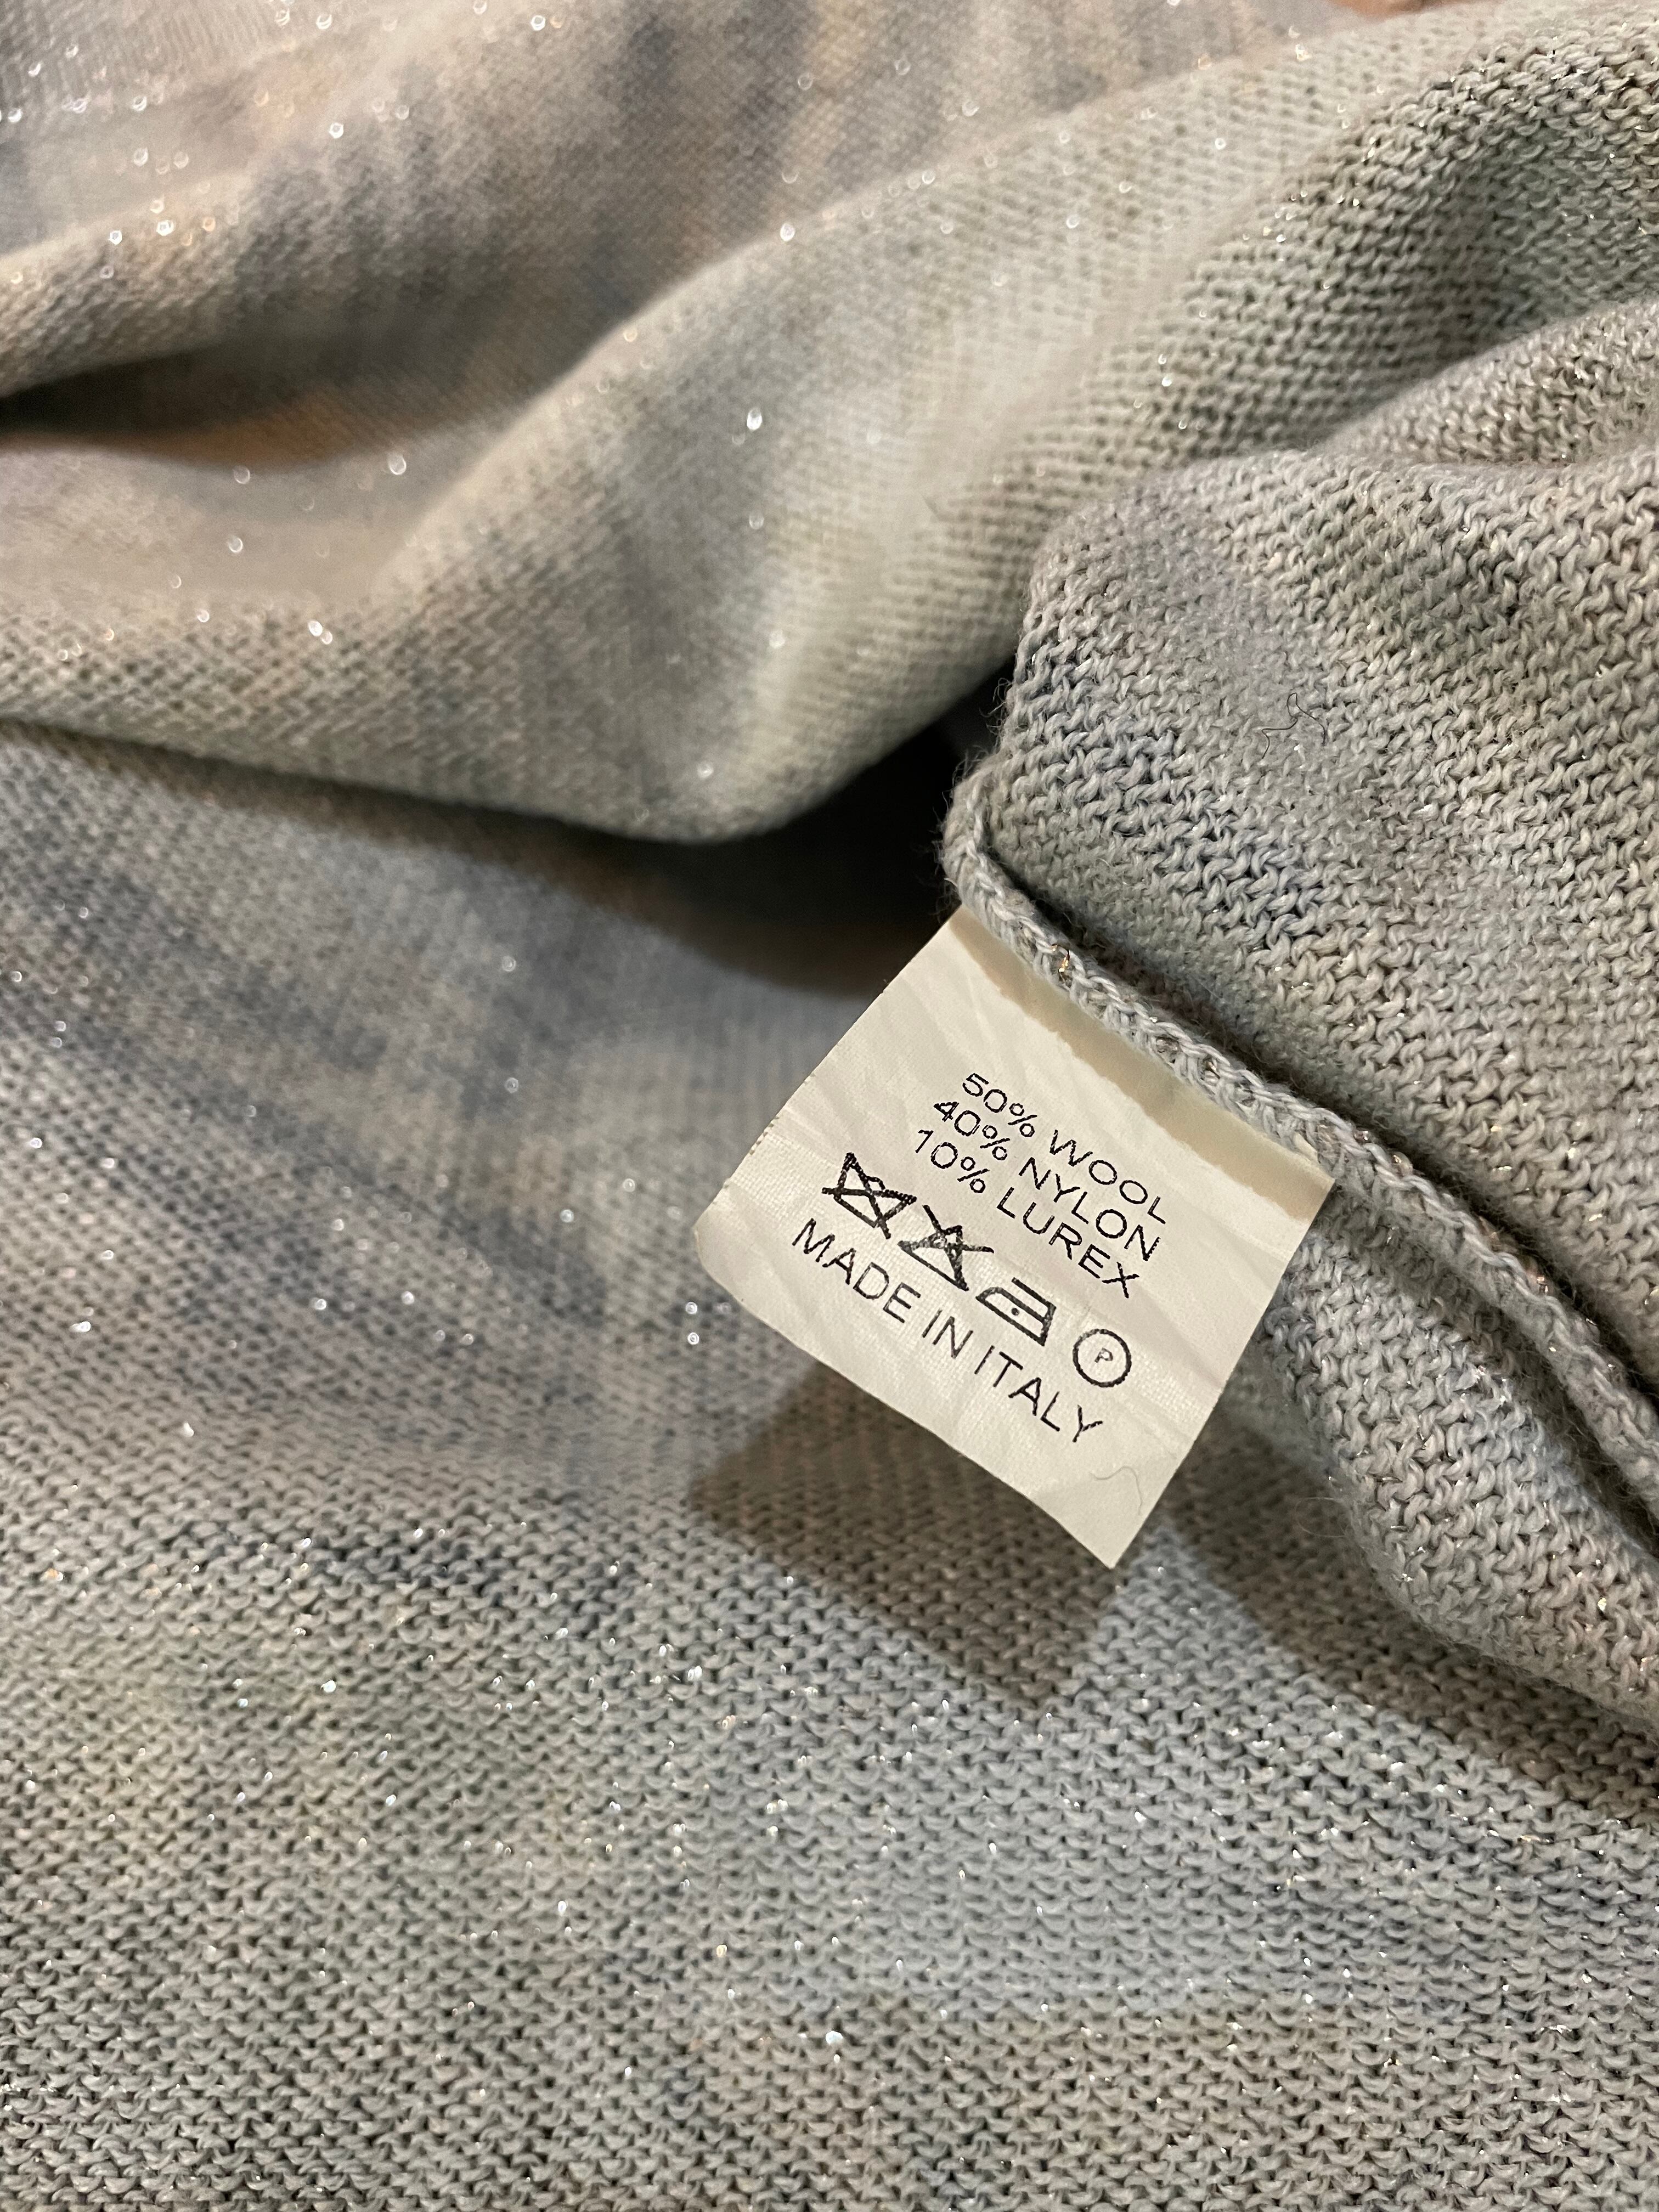 50% WOOL
40% NYLON
10% LUREX
P
MADE IN ITALY